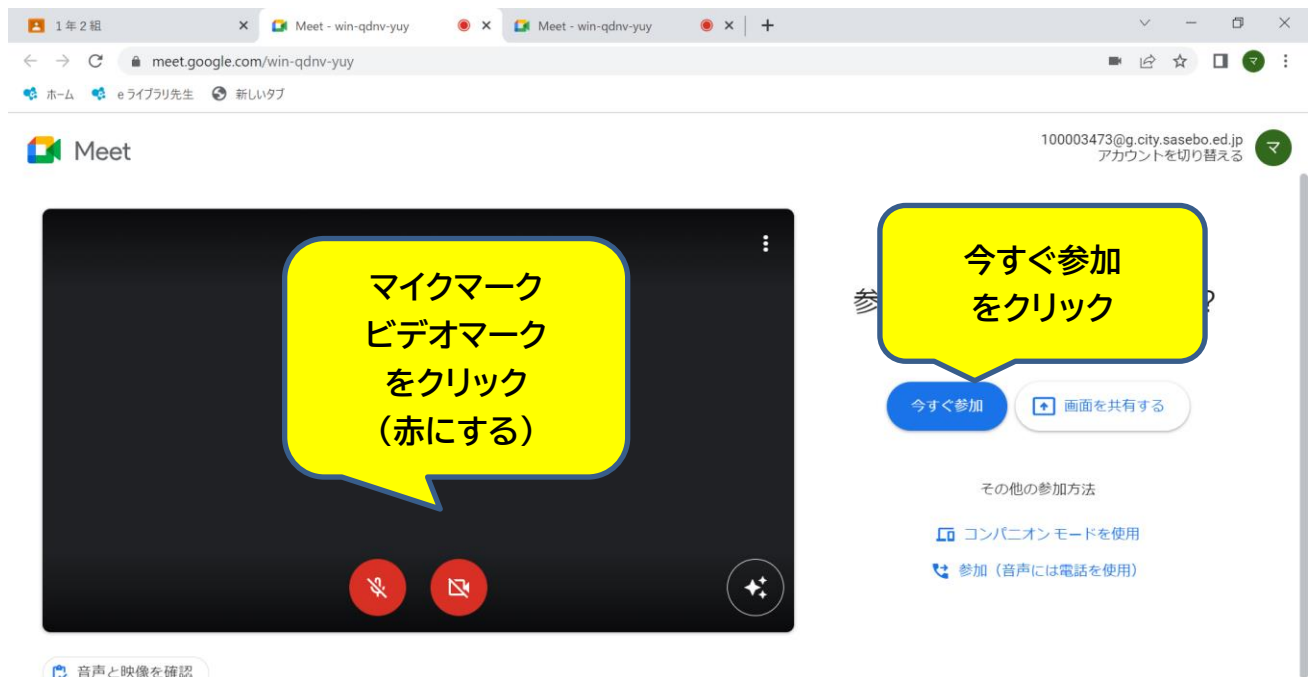 1年2組
Meet - win-qdnv-yuy
Meet - win-qdnv-yuy
meet.google.com/win-qdnv-yuy
ホーム eライブラリ先生 新しいタブ
Meet
100003473@g.city.sasebo.ed.jp
アカウントを切り替える
マ
マ
マイクマーク
ビデオマーク
をクリック
(赤にする)
今すぐ参加
をクリック
参
?
今すぐ参加
画面を共有する
その他の参加方法
コンパニオン モードを使用
参加(音声には電話を使用)
音声と映像を確認